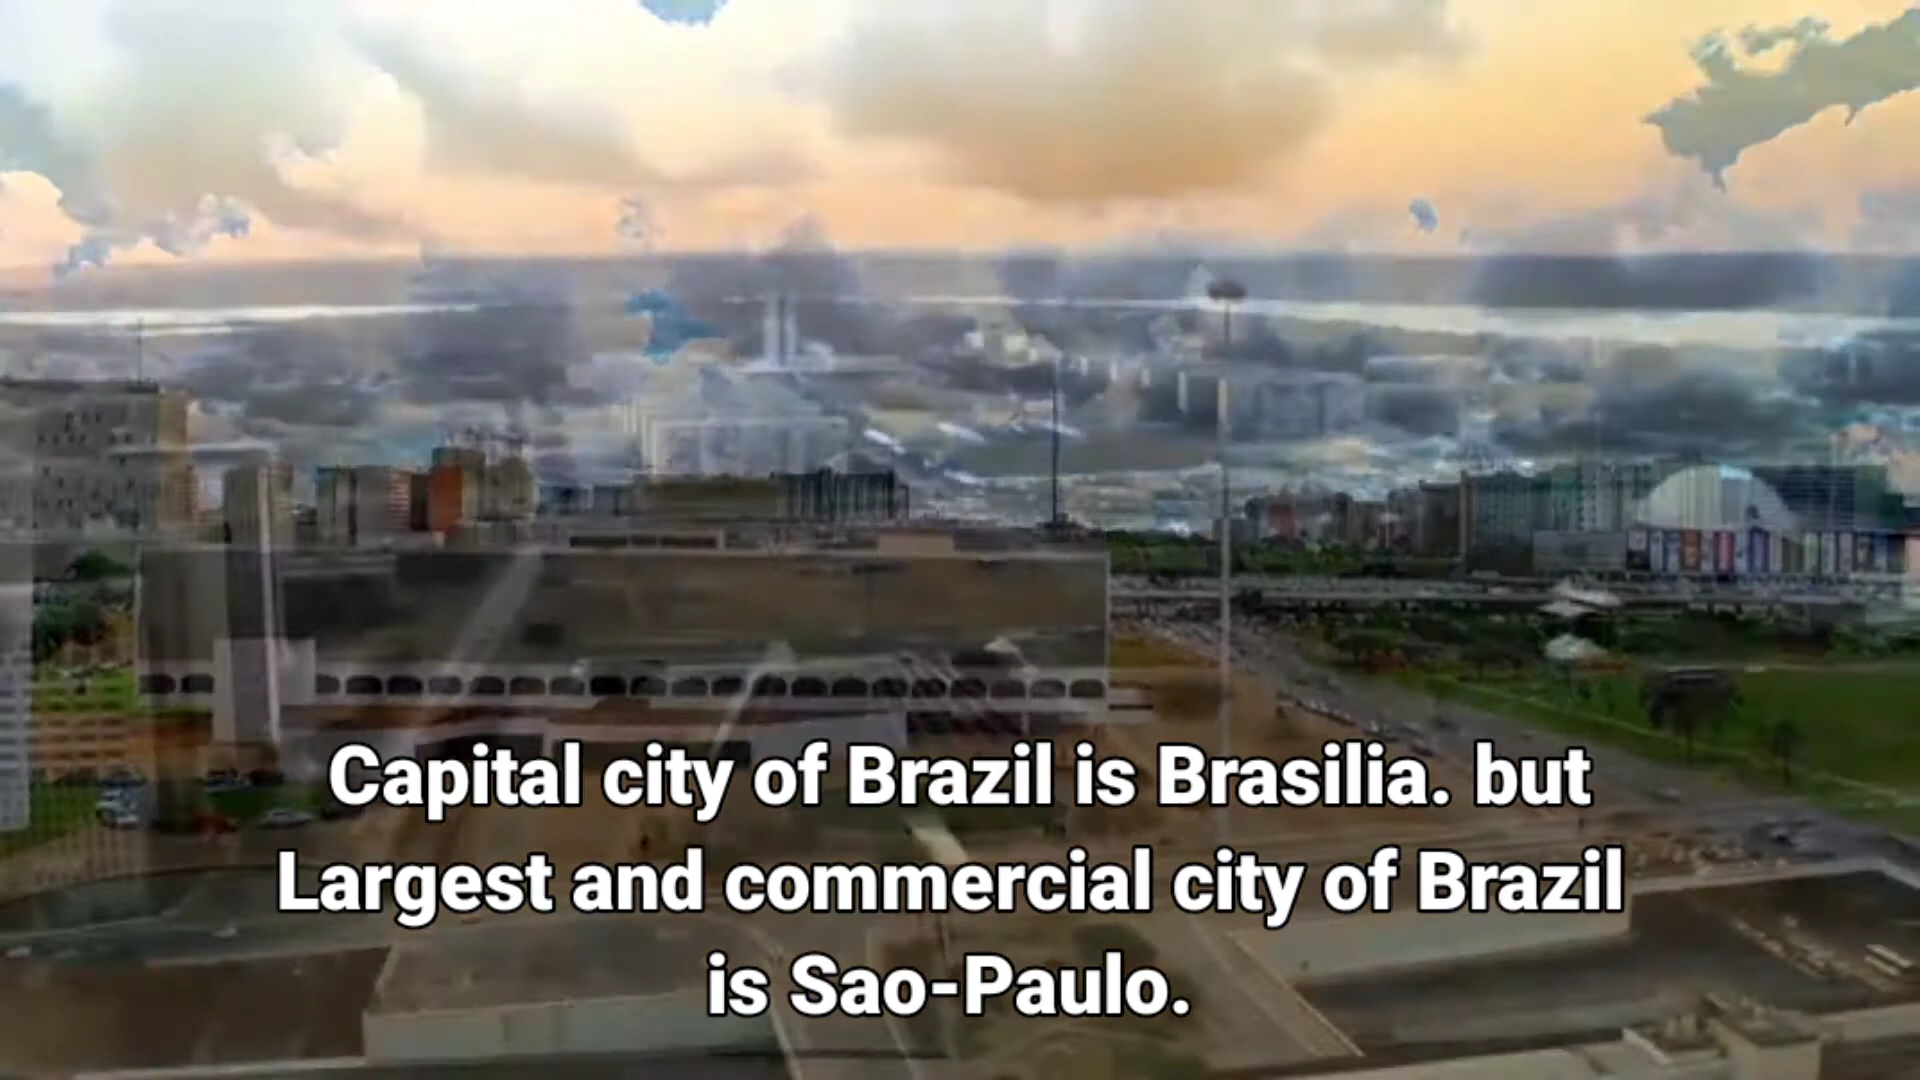 Capital city of Brazil is Brasilia. but
Largest and commercial city of Brazil
is Sao-Paulo.